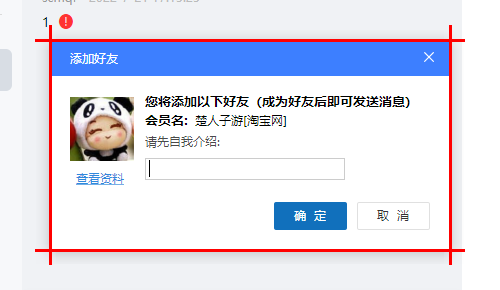 1
!
添加好友
您将添加以下好友（成为好友后即可发送消息）
会员名：楚人子游[淘宝网]
请先自我介绍:
查看资料
确 定
取 消